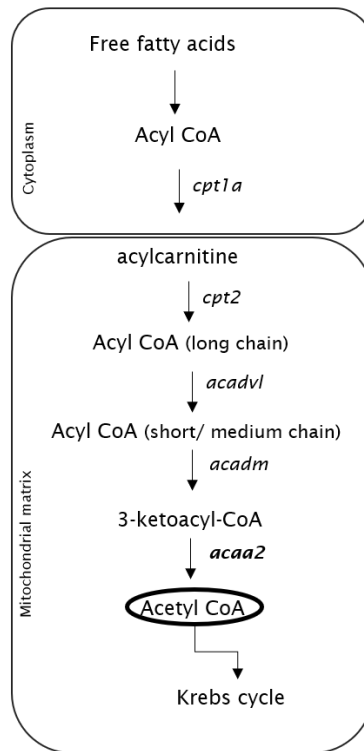 Free fatty acids
Acyl CoA
cpt1a
Cytoplasm
acylcarnitine
cpt2
Acyl CoA (long chain)
acadvl
Acyl CoA (short/ medium chain)
acadm
3-ketoacyl-CoA
acaa2
Acetyl CoA
Krebs cycle
Mitochondrial matrix